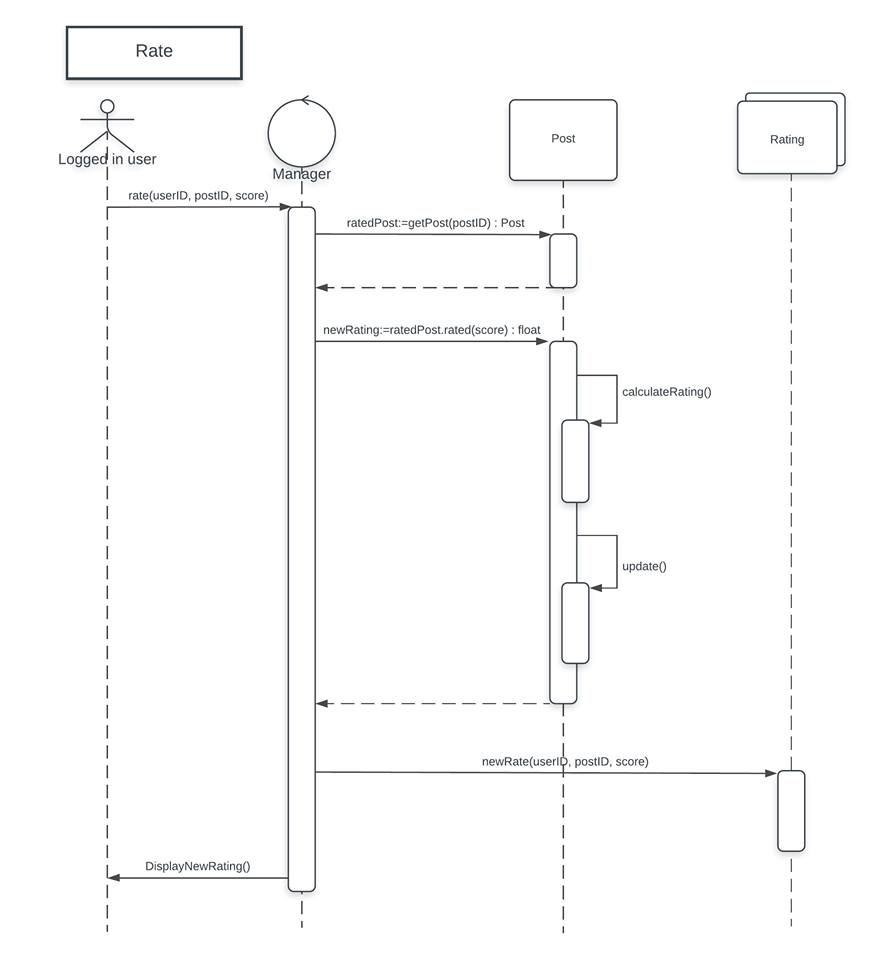 Rate
Logged in user
Manager
Post
Rating
rate(userID, postID, score)
ratedPost:=getPost(postID) : Post
newRating:=ratedPost.rated(score) : float
calculateRating()
update()
newRate(userID, postID, score)
DisplayNewRating()